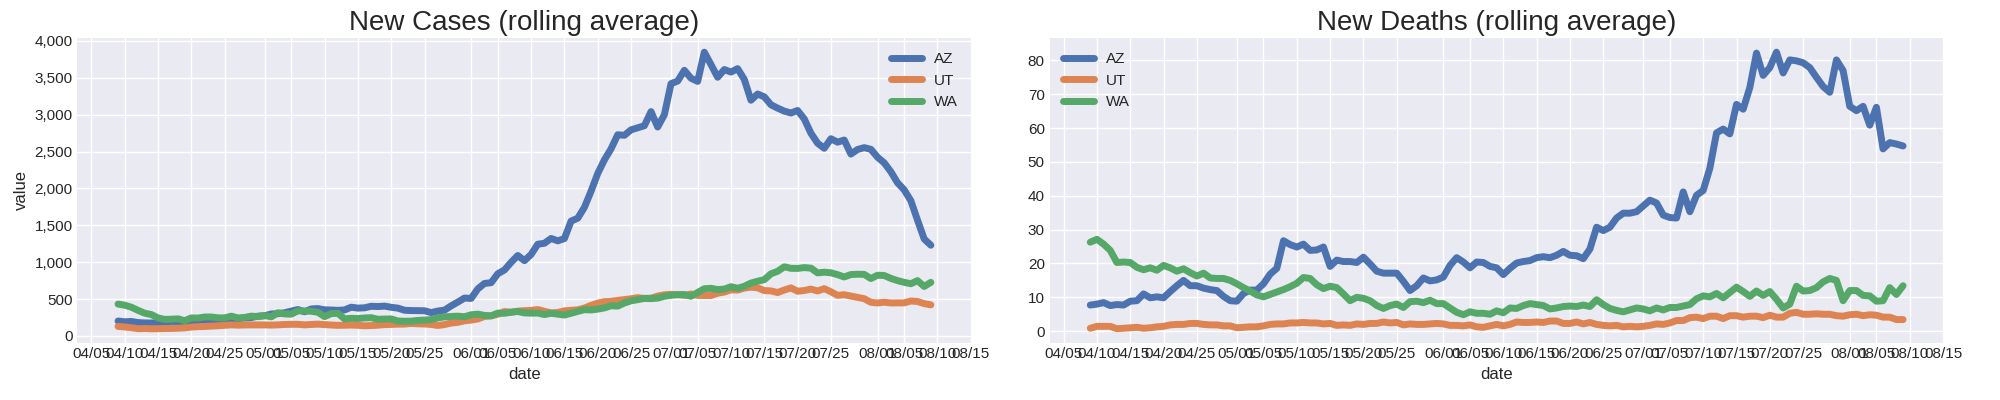 New Cases (rolling average)
4,000
3,500
3,000
2,500
2,000
1,500
1,000
500
0
value
AZ
UT
WA
04/05 04/10 04/15 04/20 04/25 05/01 05/05 05/10 05/15 05/20 05/25 06/01 06/05 06/10 06/15 06/20 06/25 07/01 07/05 07/10 07/15 07/20 07/25 08/01 08/05 08/10 08/15
date
New Deaths (rolling average)
80
70
60
50
40
30
20
10
0
AZ
UT
WA
04/05 04/10 04/15 04/20 04/25 05/01 05/05 05/10 05/15 05/20 05/25 06/01 06/05 06/10 06/15 06/20 06/25 07/01 07/05 07/10 07/15 07/20 07/25 08/01 08/05 08/10 08/15
date